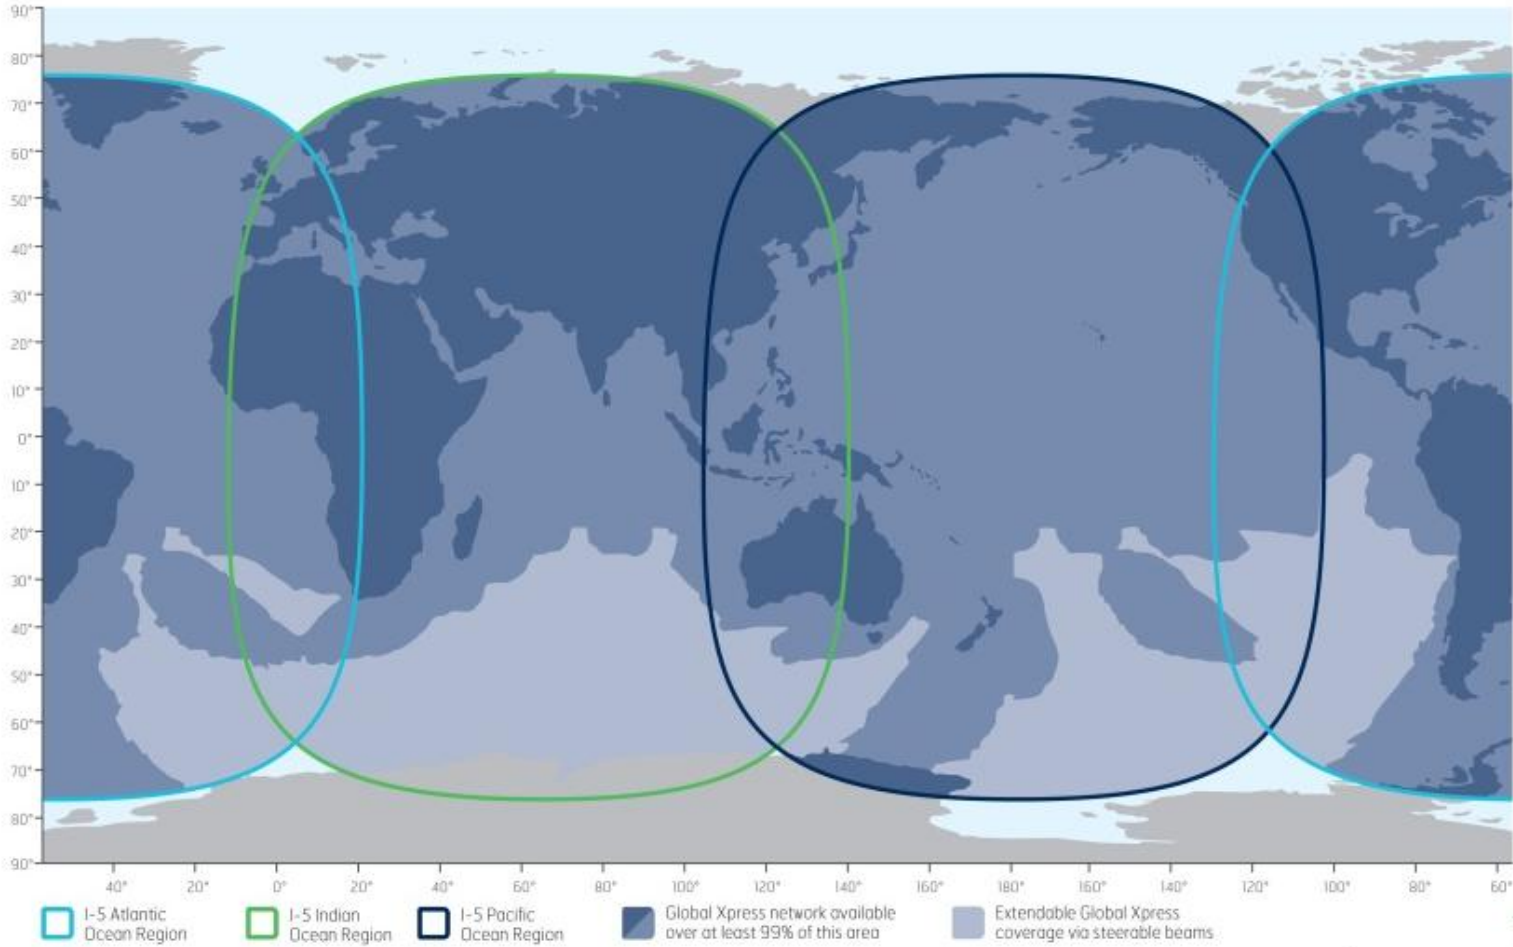 90°
80°
70°
60°
50°
40°
30°
20°
10°
0°
10°
20°
30°
40°
50°
60°
70°
80°
90°
40° 20° 0° 20° 40° 60° 80° 100° 120° 140° 160° 180° 160° 140° 120° 100° 80° 60°
I-5 Atlantic
Ocean Region
I-5 Indian
Ocean Region
I-5 Pacific
Ocean Region
Global Xpress network available
over at least 99% of this area
Extendable Global Xpress
coverage via steerable beams